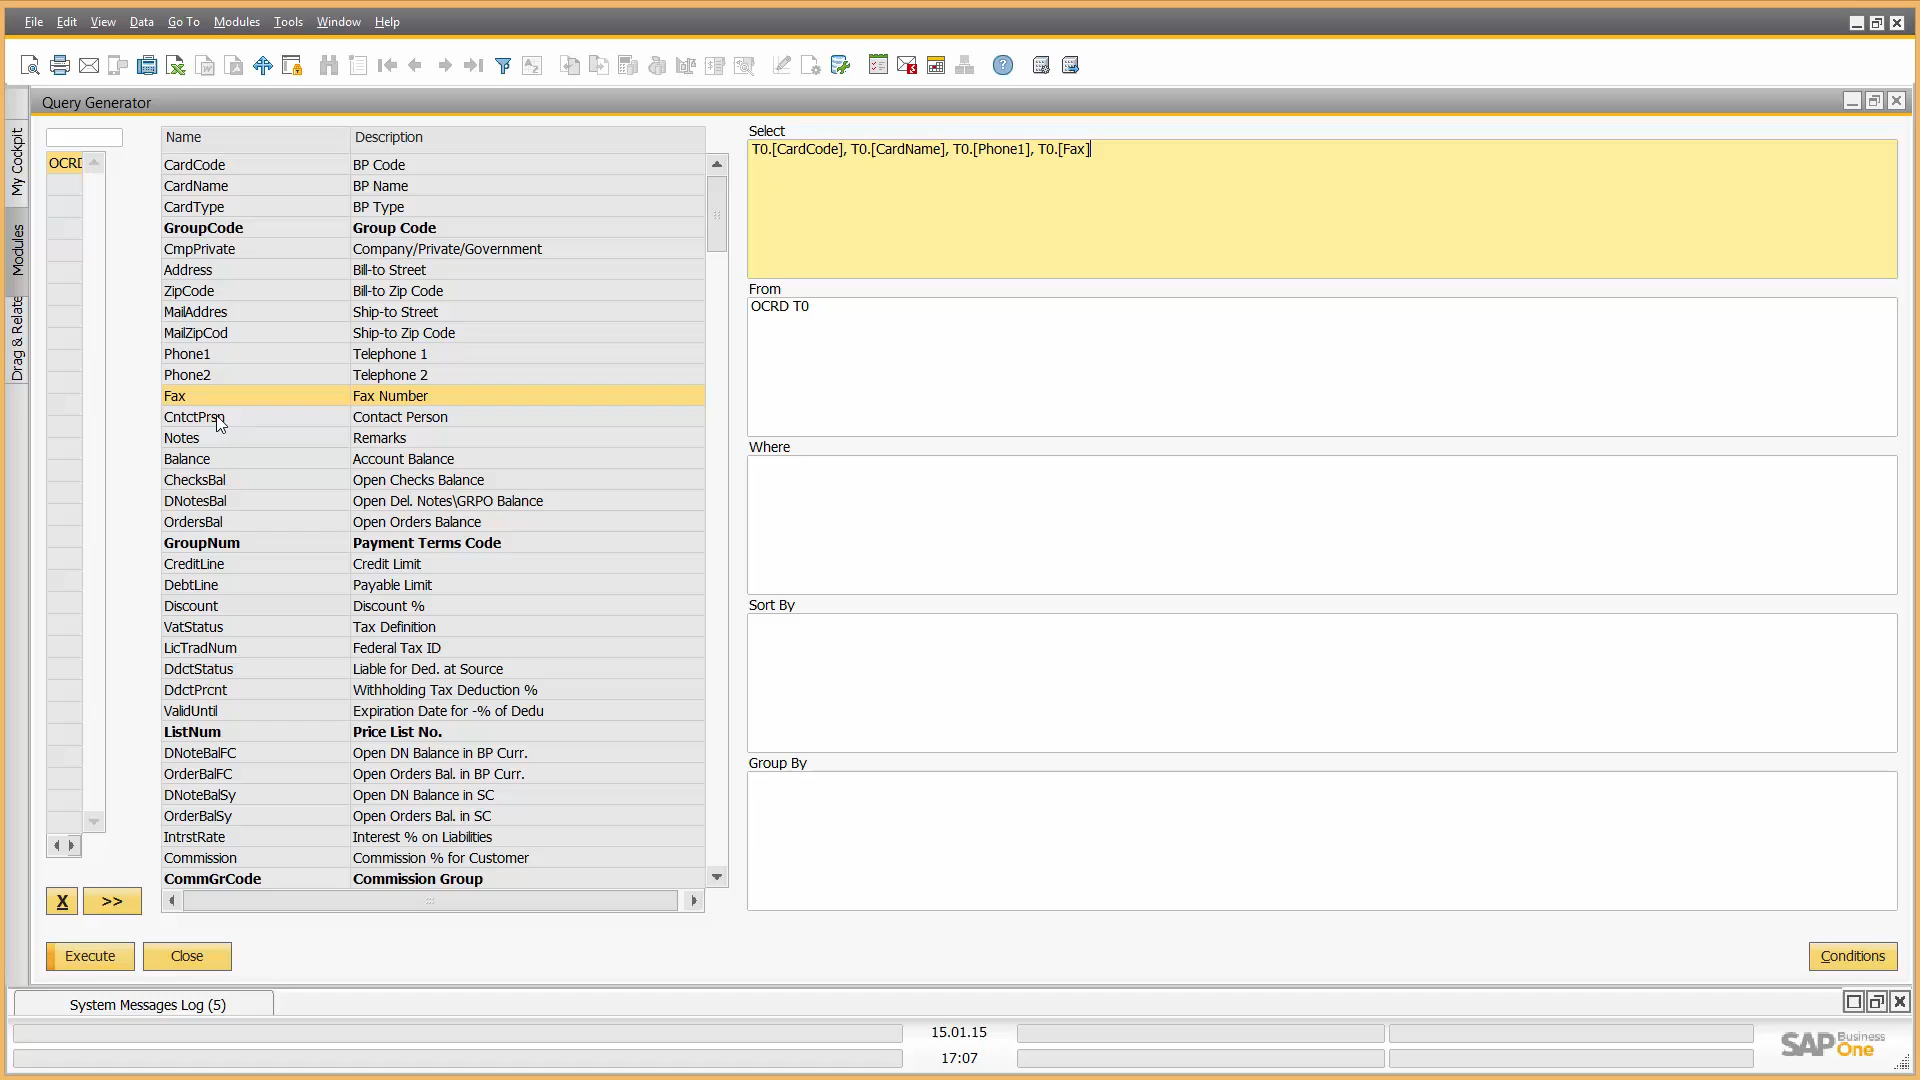 File Edit View Data Go To Modules Tools Window Help
Query Generator
My Cockpit
Modules
Drag & Relate
OCRD
Name Description
CardCode BP Code
CardName BP Name
CardType BP Type
GroupCode Group Code
CmpPrivate Company/Private/Government
Address Bill-to Street
ZipCode Bill-to Zip Code
MailAddres Ship-to Street
MailZipCod Ship-to Zip Code
Phone1 Telephone 1
Phone2 Telephone 2
Fax Fax Number
CntctPrsn Contact Person
Notes Remarks
Balance Account Balance
ChecksBal Open Checks Balance
DNotesBal Open Del. Notes\GRPO Balance
OrdersBal Open Orders Balance
GroupNum Payment Terms Code
CreditLine Credit Limit
DebtLine Payable Limit
Discount Discount %
VatStatus Tax Definition
LicTradNum Federal Tax ID
DdctStatus Liable for Ded. at Source
DdctPrcnt Withholding Tax Deduction %
ValidUntil Expiration Date for -% of Dedu
ListNum Price List No.
DNoteBalFC Open DN Balance in BP Curr.
OrderBalFC Open Orders Bal. in BP Curr.
DNoteBalSy Open DN Balance in SC
OrderBalSy Open Orders Bal. in SC
IntrstRate Interest % on Liabilities
Commission Commission % for Customer
CommGrCode Commission Group
Select
T0.[CardCode], T0.[CardName], T0.[Phone1], T0.[Fax]
From
OCRD T0
Where
Sort By
Group By
X >>
Execute Close Conditions
System Messages Log (5)
15.01.15
17:07
SAP Business One